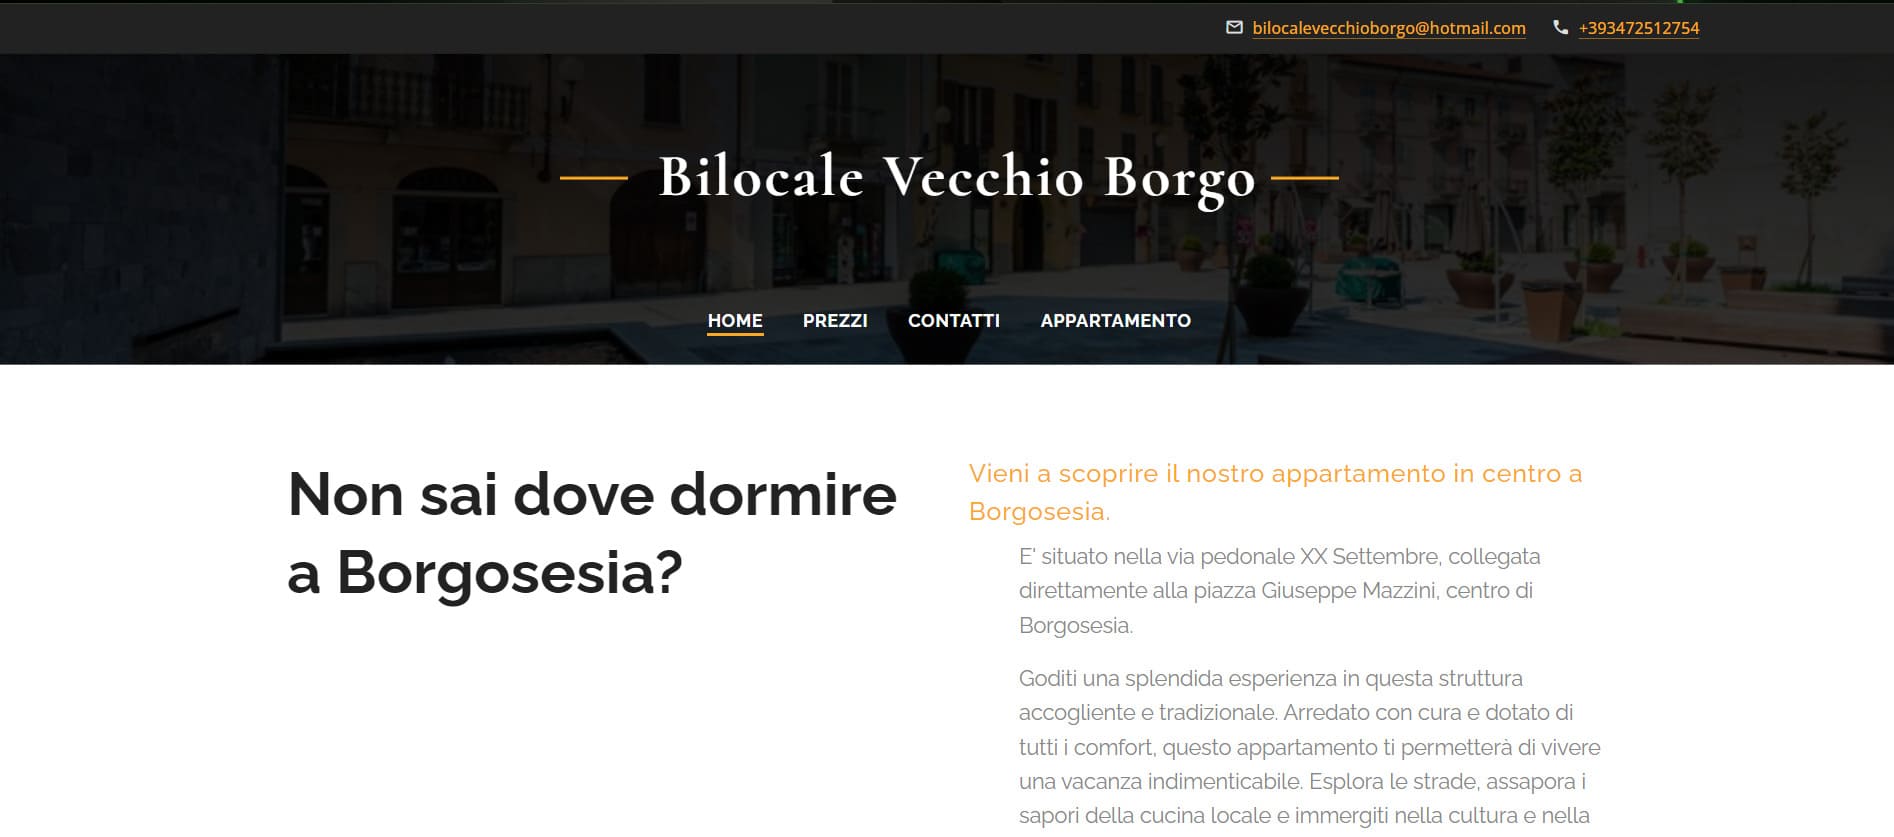 bilocalevecchioborgo@hotmail.com +393472512754
Bilocale Vecchio Borgo
HOME PREZZI CONTATTI APPARTAMENTO
Non sai dove dormire
a Borgosesia?
Vieni a scoprire il nostro appartamento in centro a
Borgosesia.
E' situato nella via pedonale XX Settembre, collegata
direttamente alla piazza Giuseppe Mazzini, centro di
Borgosesia.
Goditi una splendida esperienza in questa struttura
accogliente e tradizionale. Arredato con cura e dotato di
tutti i comfort, questo appartamento ti permetterà di vivere
una vacanza indimenticabile. Esplora le strade, assapora i
sapori della cucina locale e immergiti nella cultura e nella